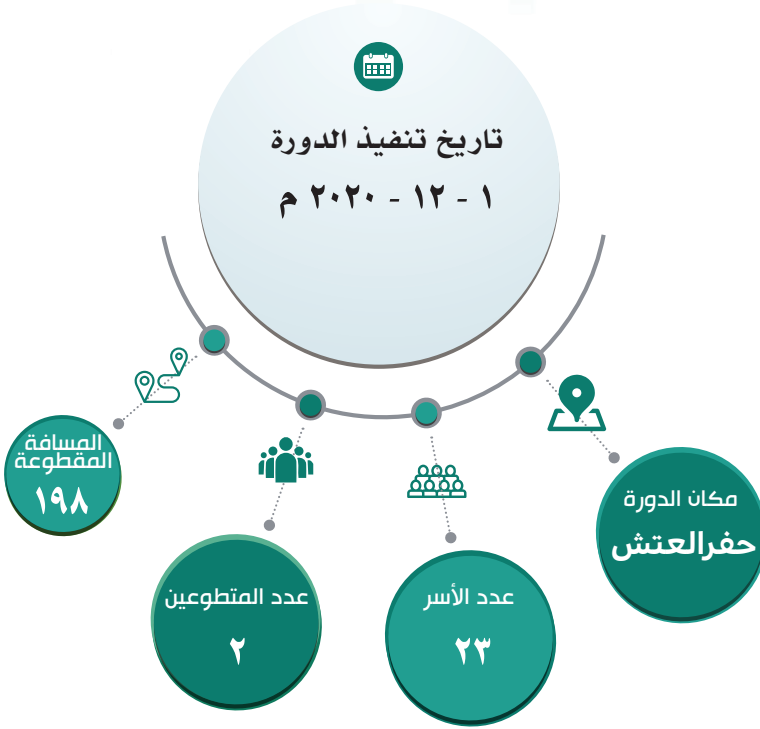 تاريخ تنفيذ الدورة
١ - ١٢ - ٢٠٢٠ م
مكان الدورة
حفرالعتش
عدد الأسر
٢٣
عدد المتطوعين
٢
المسافة
المقطوعة
١٩٨